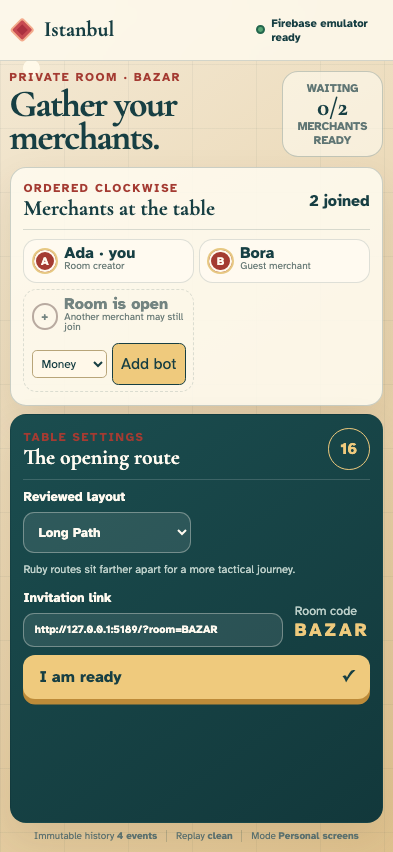 Istanbul
Firebase emulator
ready
PRIVATE ROOM · BAZAR
Gather your
merchants.
WAITING
0/2
MERCHANTS
READY
ORDERED CLOCKWISE
Merchants at the table
2 joined
A
Ada · you
Room creator
B
Bora
Guest merchant
+
Room is open
Another merchant may still
join
Money
Add bot
TABLE SETTINGS
The opening route
16
Reviewed layout
Long Path
Ruby routes sit farther apart for a more tactical journey.
Invitation link
http://127.0.0.1:5189/?room=BAZAR
Room code
BAZAR
I am ready ✓
Immutable history 4 events
Replay clean
Mode Personal screens